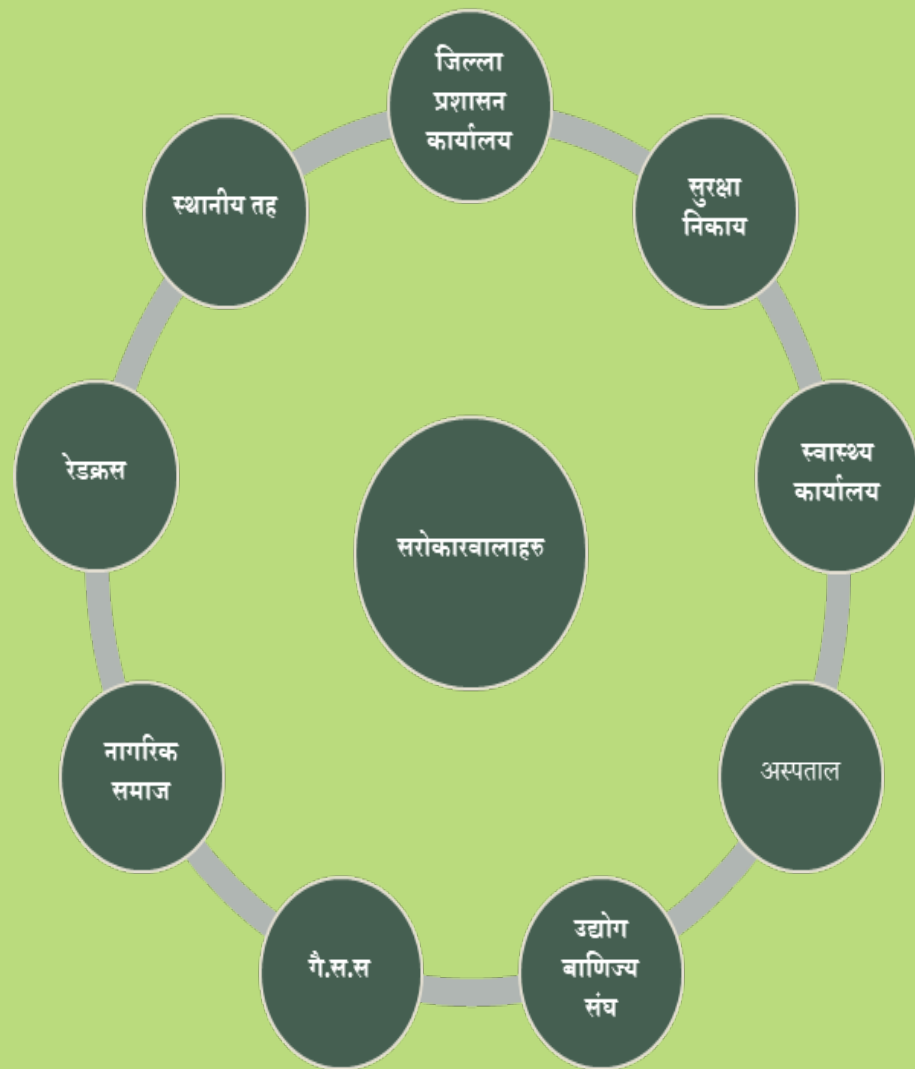 जिल्ला
प्रशासन
कार्यालय
सुरक्षा
निकाय
स्वास्थ्य
कार्यालय
अस्पताल
उद्योग
बाणिज्य
संघ
गै.स.स
नागरिक
समाज
रेडक्रस
स्थानीय तह
सरोकारवालाहरु